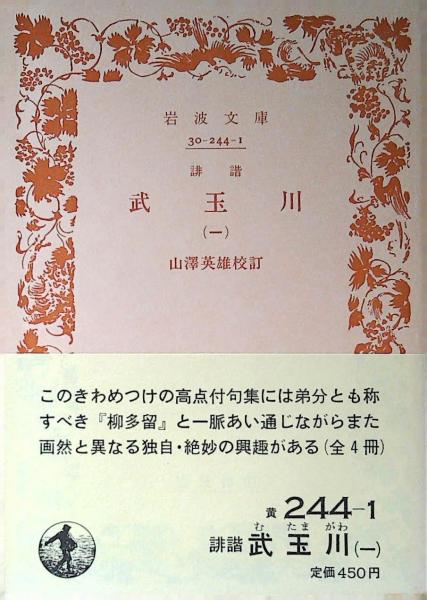 岩波文庫
30-244-1
誹諧
武玉川
(一)
山澤英雄校訂
このきわめつけの高点付句集には弟分とも称
すべき『柳多留』と一脈あい通じながらまた
画然と異なる独自・絶妙の興趣がある(全4冊)
黄 244-1
む たま がわ
誹諧 武玉川(一)
定価450円